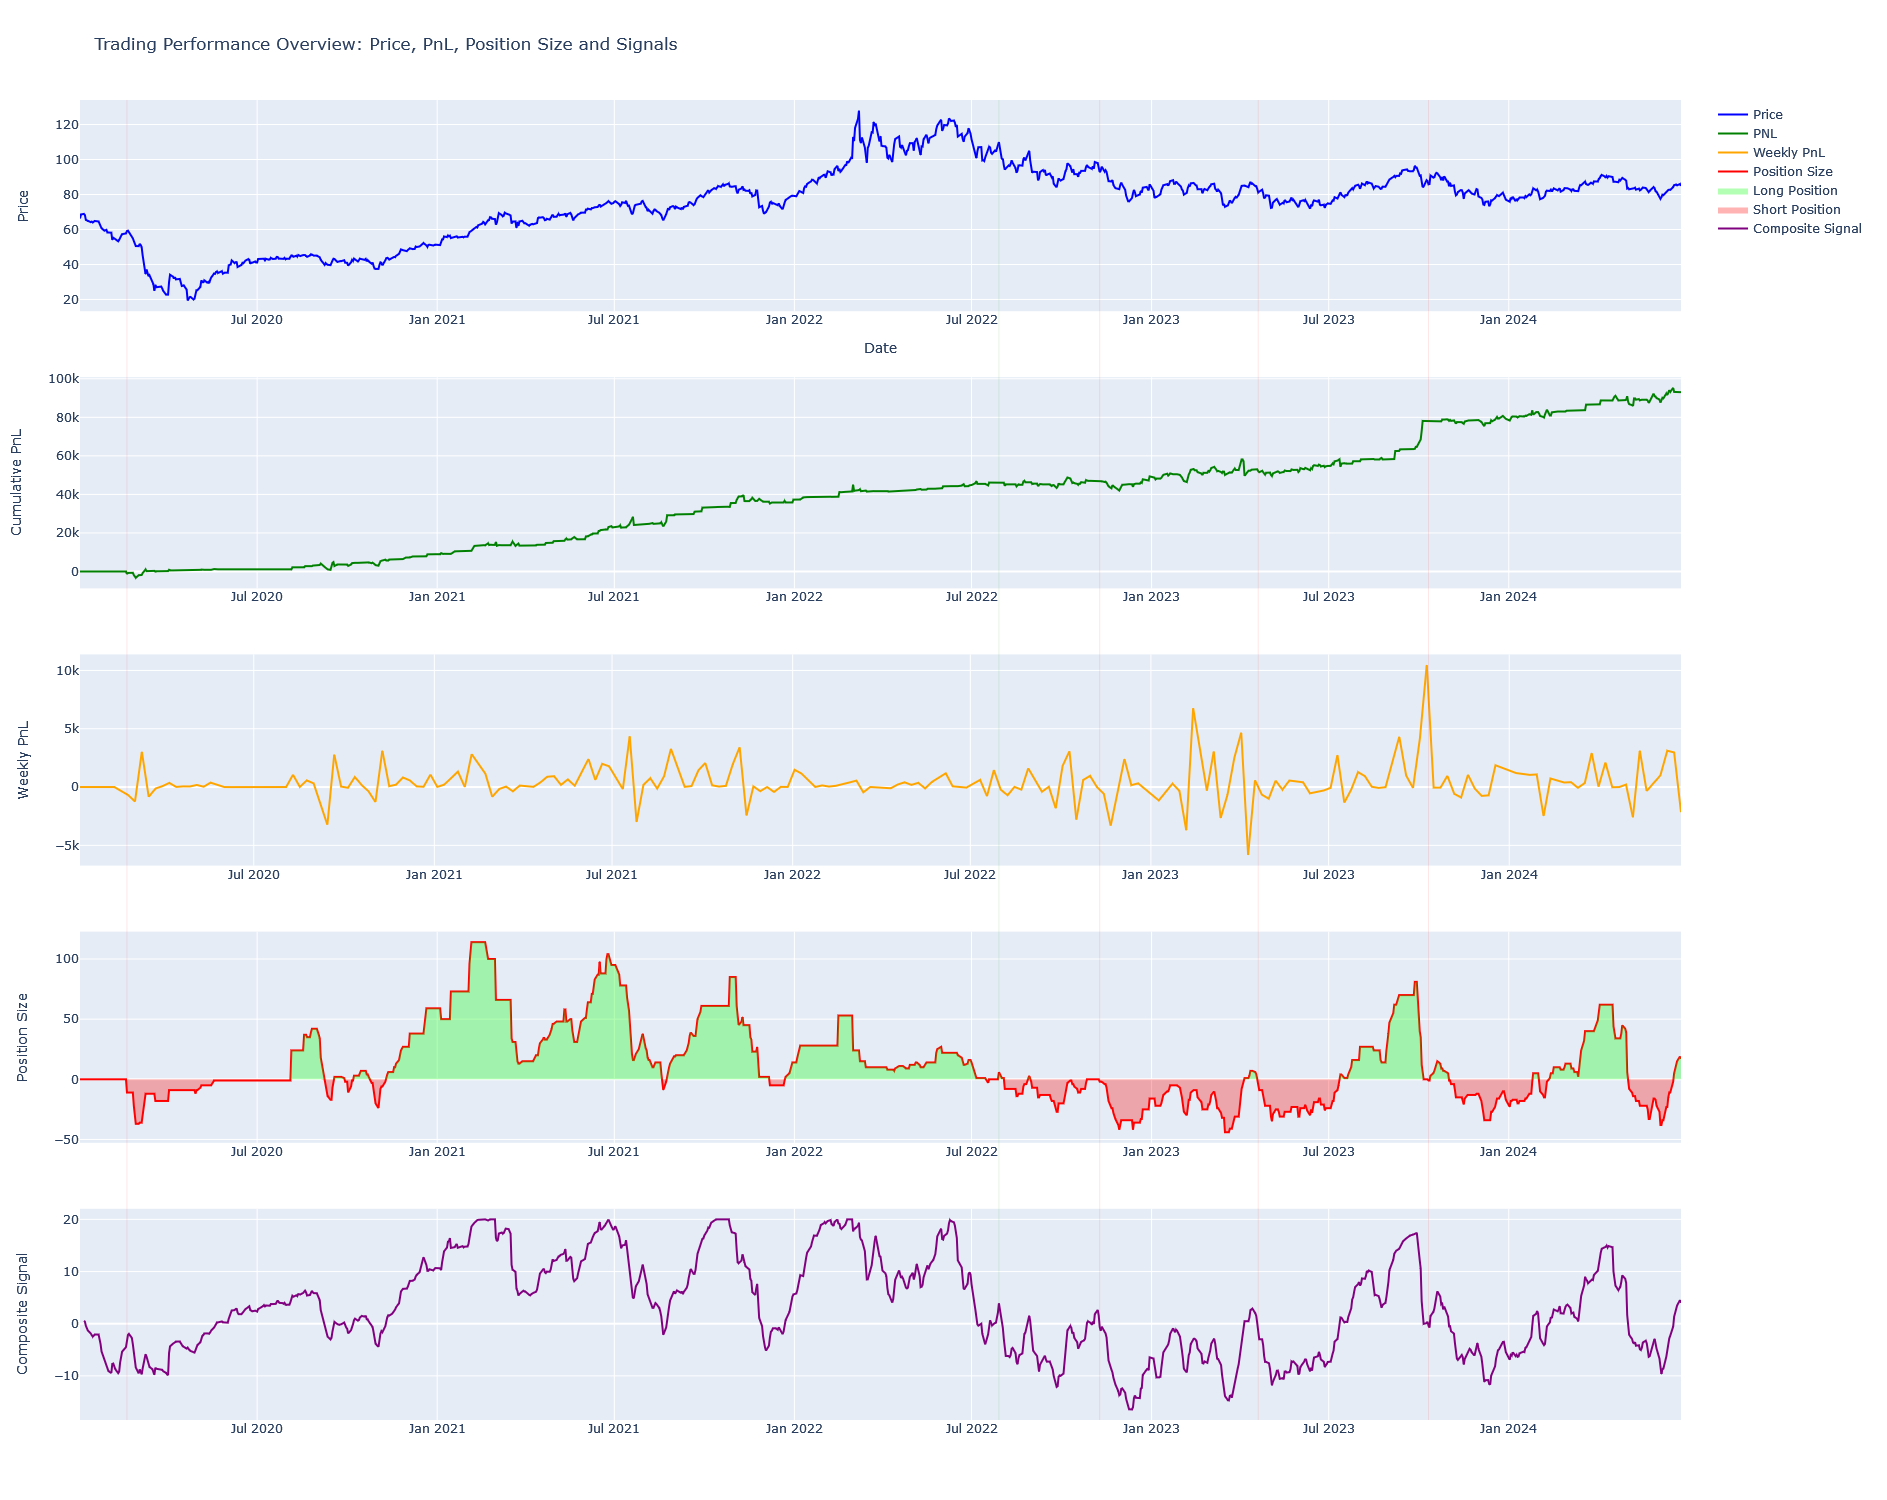 Trading Performance Overview: Price, PnL, Position Size and Signals
Price
120
100
80
60
40
20
Jul 2020 Jan 2021 Jul 2021 Jan 2022 Jul 2022 Jan 2023 Jul 2023 Jan 2024
Date
Price
PNL
Weekly PnL
Position Size
Long Position
Short Position
Composite Signal
Cumulative PnL
100k
80k
60k
40k
20k
0
Jul 2020 Jan 2021 Jul 2021 Jan 2022 Jul 2022 Jan 2023 Jul 2023 Jan 2024
Weekly PnL
10k
5k
0
−5k
Jul 2020 Jan 2021 Jul 2021 Jan 2022 Jul 2022 Jan 2023 Jul 2023 Jan 2024
Position Size
100
50
0
−50
Jul 2020 Jan 2021 Jul 2021 Jan 2022 Jul 2022 Jan 2023 Jul 2023 Jan 2024
Composite Signal
20
10
0
−10
Jul 2020 Jan 2021 Jul 2021 Jan 2022 Jul 2022 Jan 2023 Jul 2023 Jan 2024